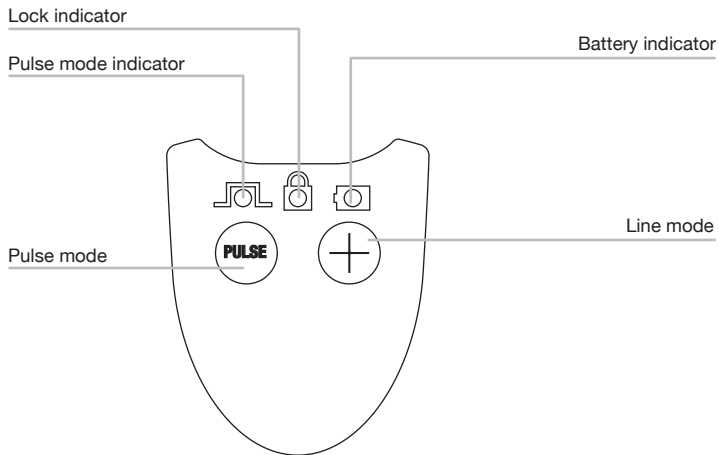 Lock indicator
Battery indicator
Pulse mode indicator
Line mode
PULSE
Pulse mode